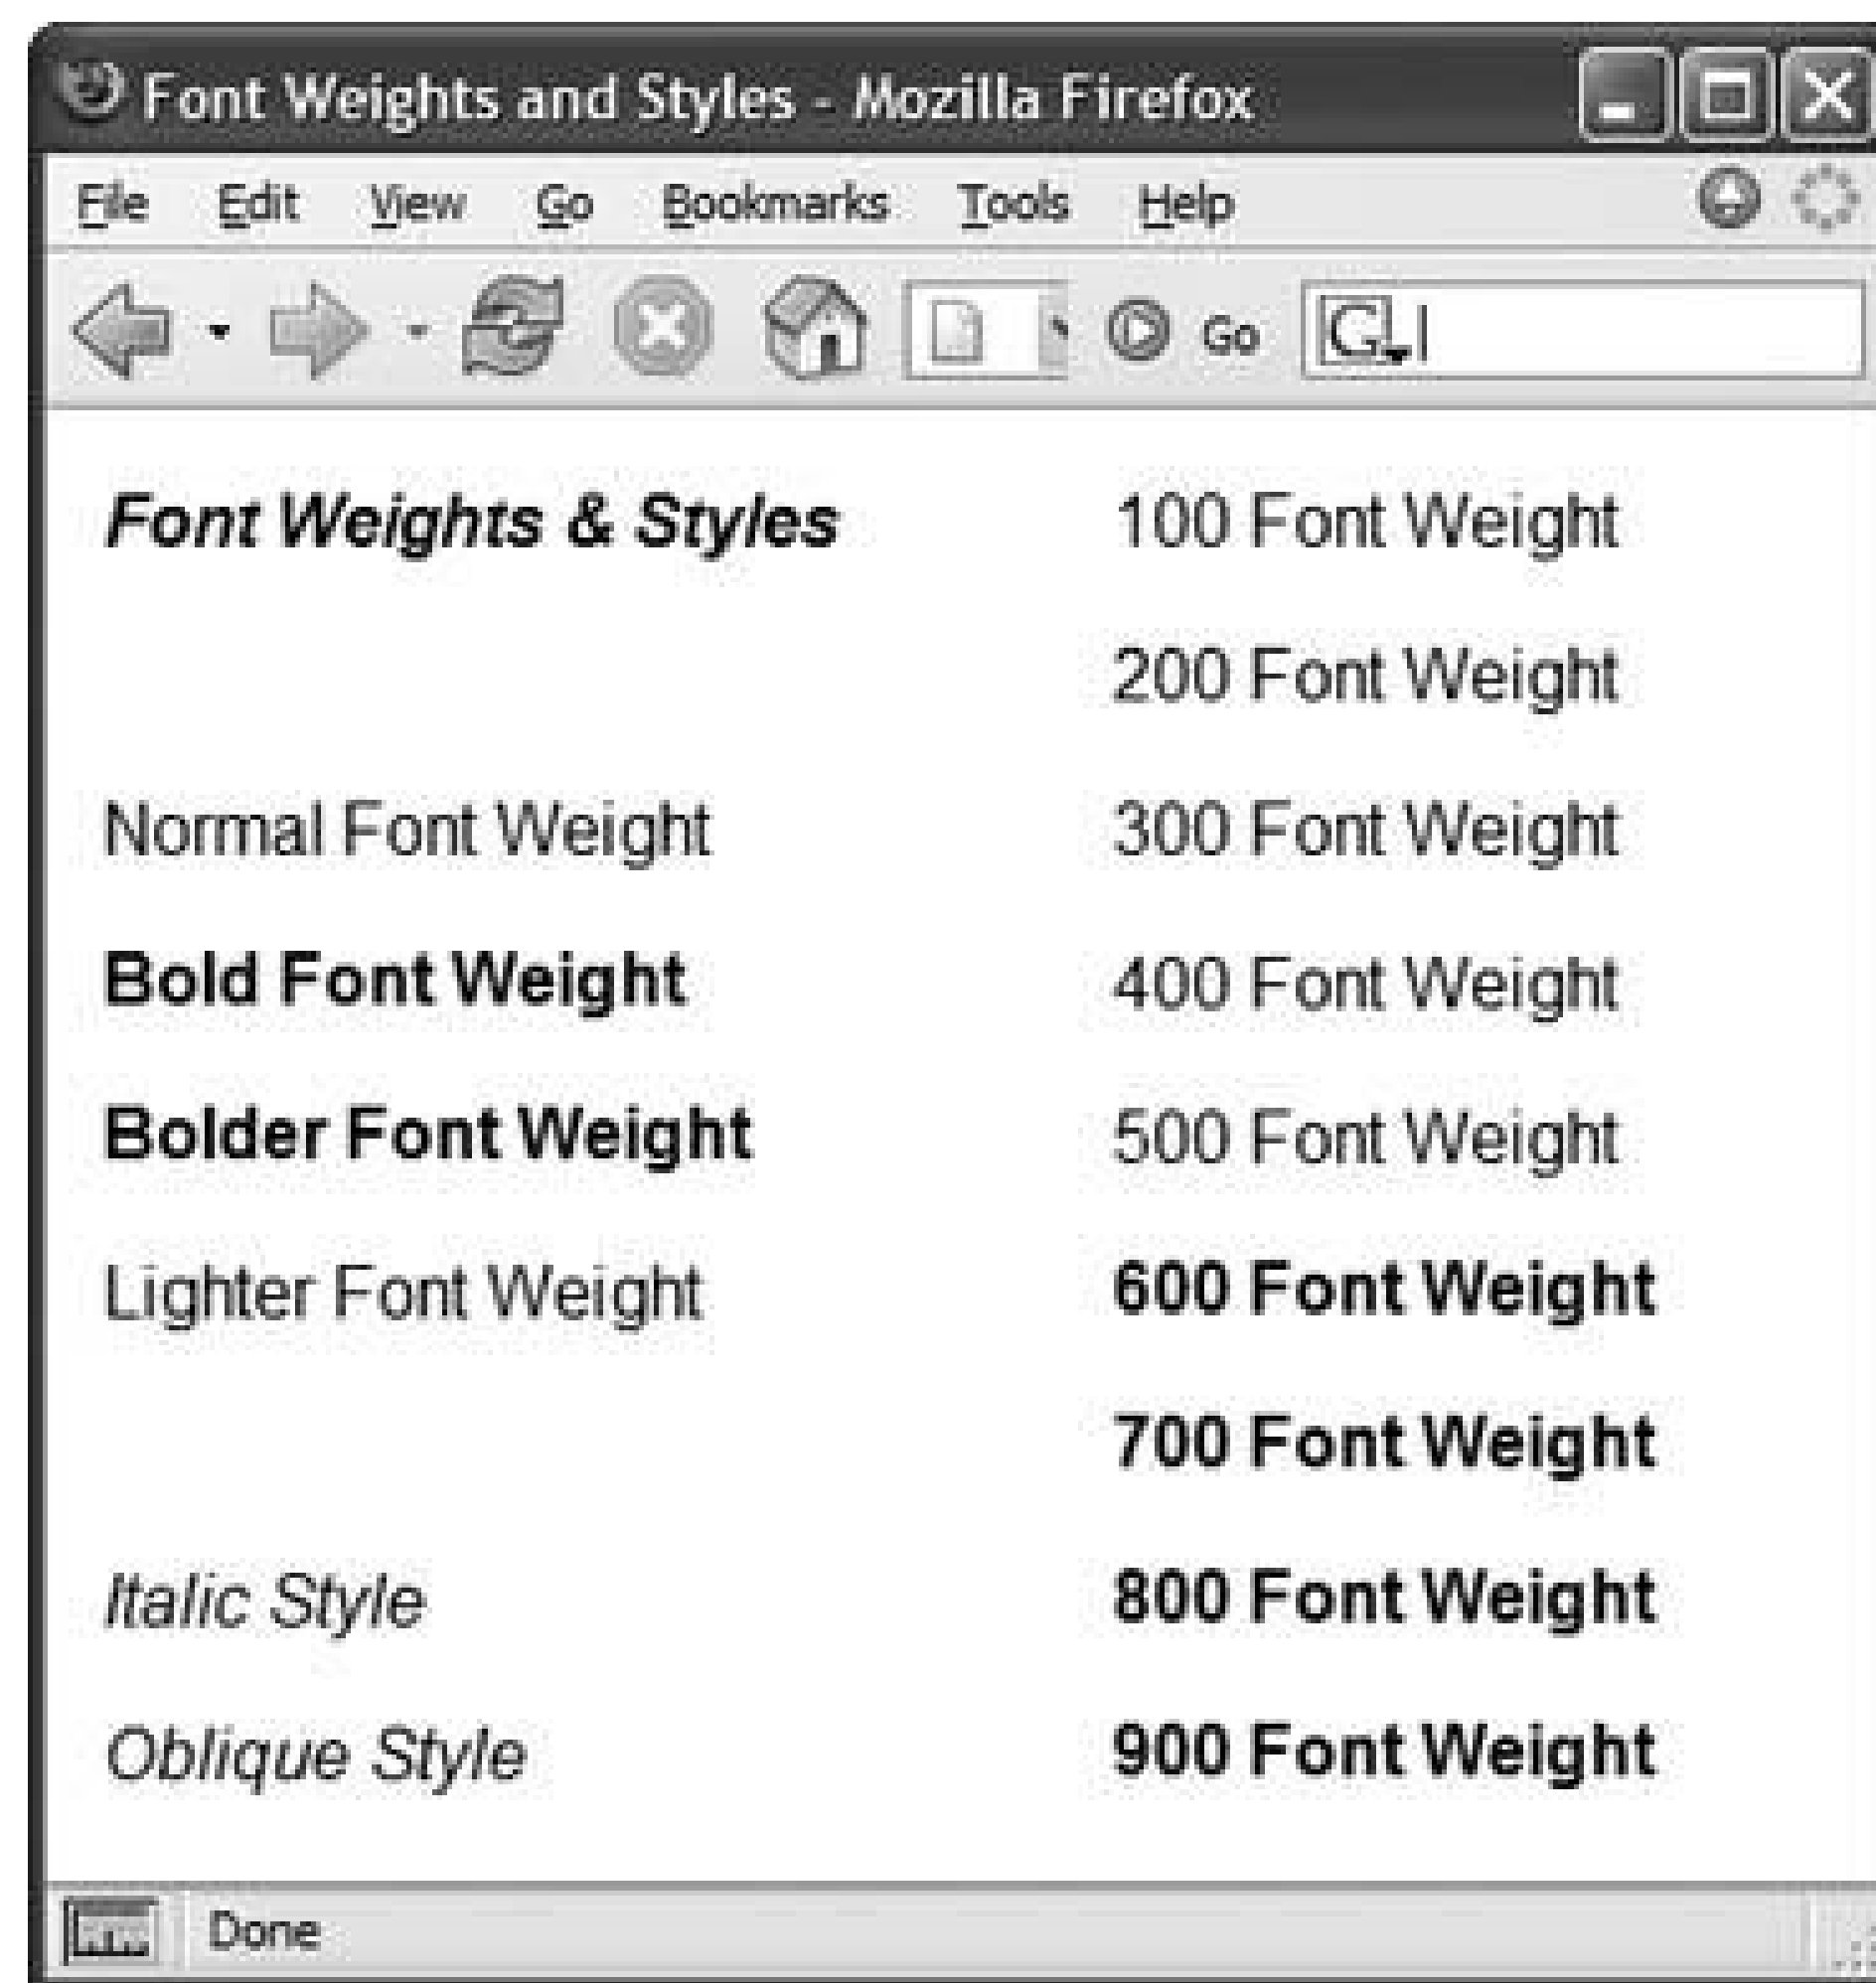 Font Weights and Styles - Mozilla Firefox
File Edit View Go Bookmarks Tools Help
Go G
Font Weights & Styles
Normal Font Weight
Bold Font Weight
Bolder Font Weight
Lighter Font Weight
Italic Style
Oblique Style
100 Font Weight
200 Font Weight
300 Font Weight
400 Font Weight
500 Font Weight
600 Font Weight
700 Font Weight
800 Font Weight
900 Font Weight
Done